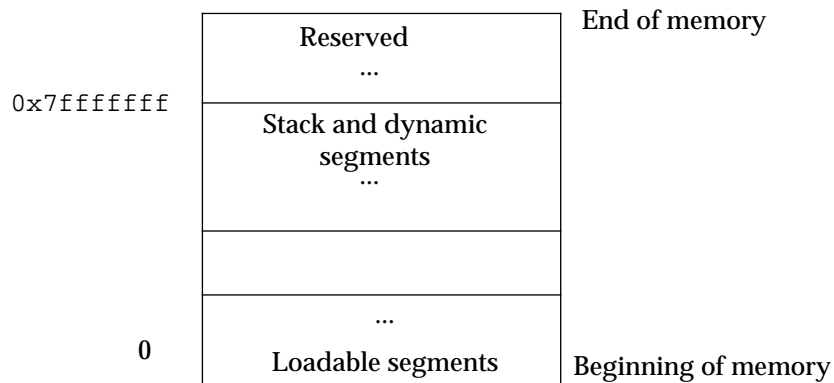 End of memory
Reserved
...
0x7fffffff
Stack and dynamic
segments
...
...
0
Loadable segments
Beginning of memory